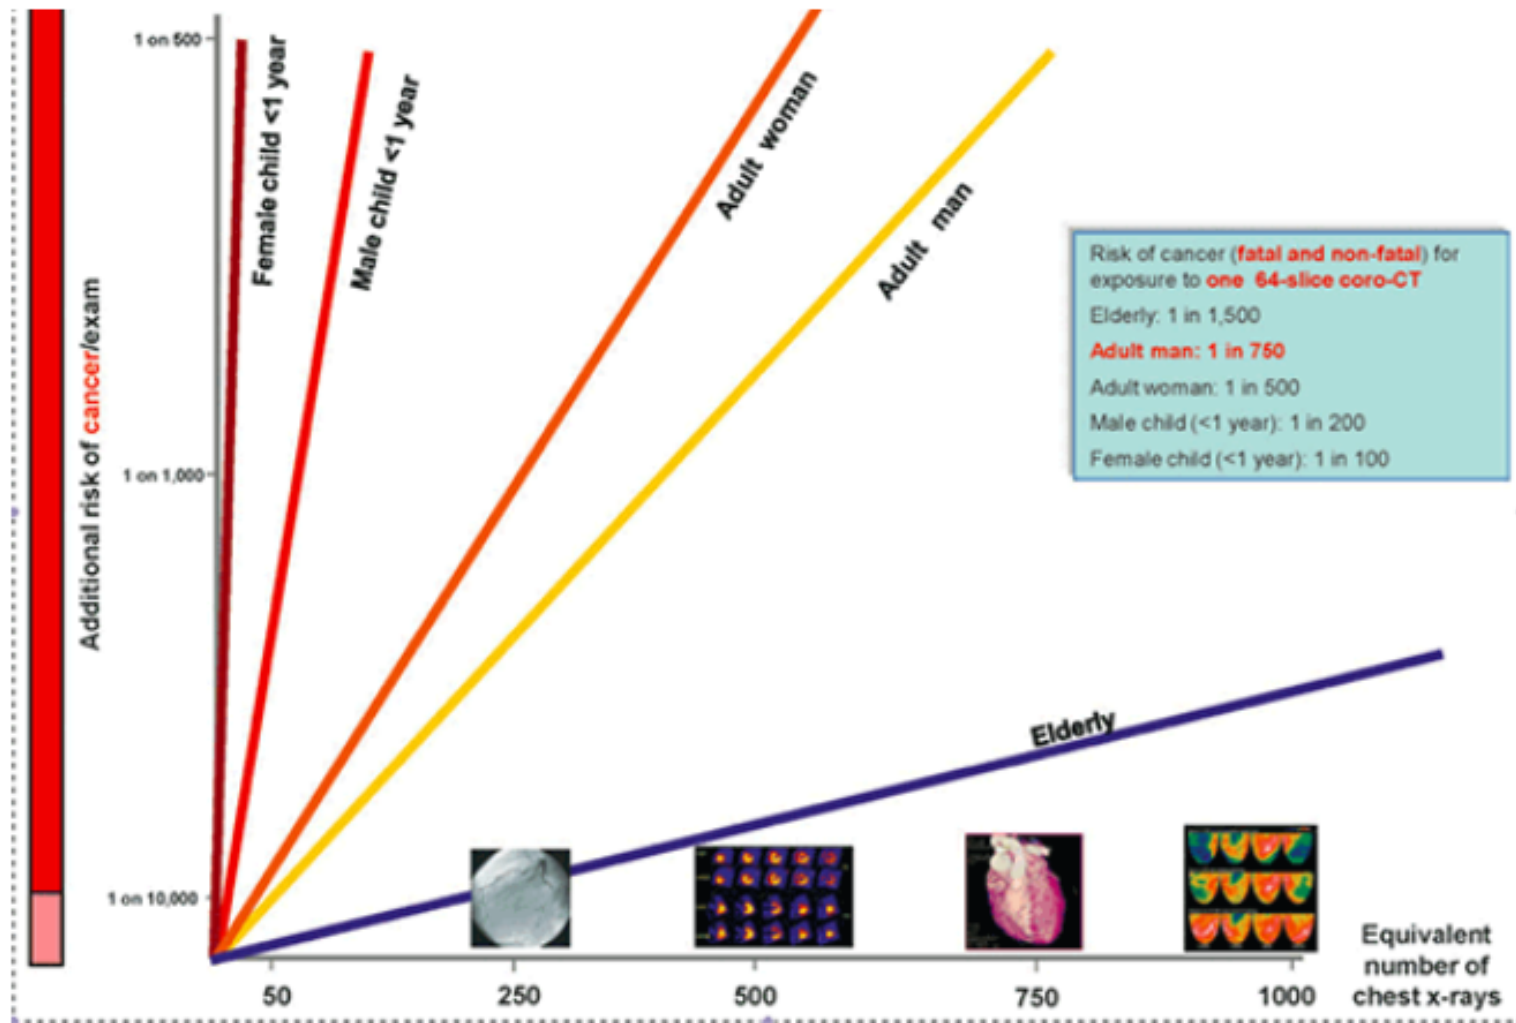 1 on 500
1 on 1,000
1 on 10,000
Additional risk of cancer/exam
Female child <1 year
Male child <1 year
Adult woman
Adult man
Elderly
Risk of cancer (fatal and non-fatal) for
exposure to one 64-slice coro-CT
Elderly: 1 in 1,500
Adult man: 1 in 750
Adult woman: 1 in 500
Male child (<1 year): 1 in 200
Female child (<1 year): 1 in 100
50 250 500 750 1000
Equivalent
number of
chest x-rays